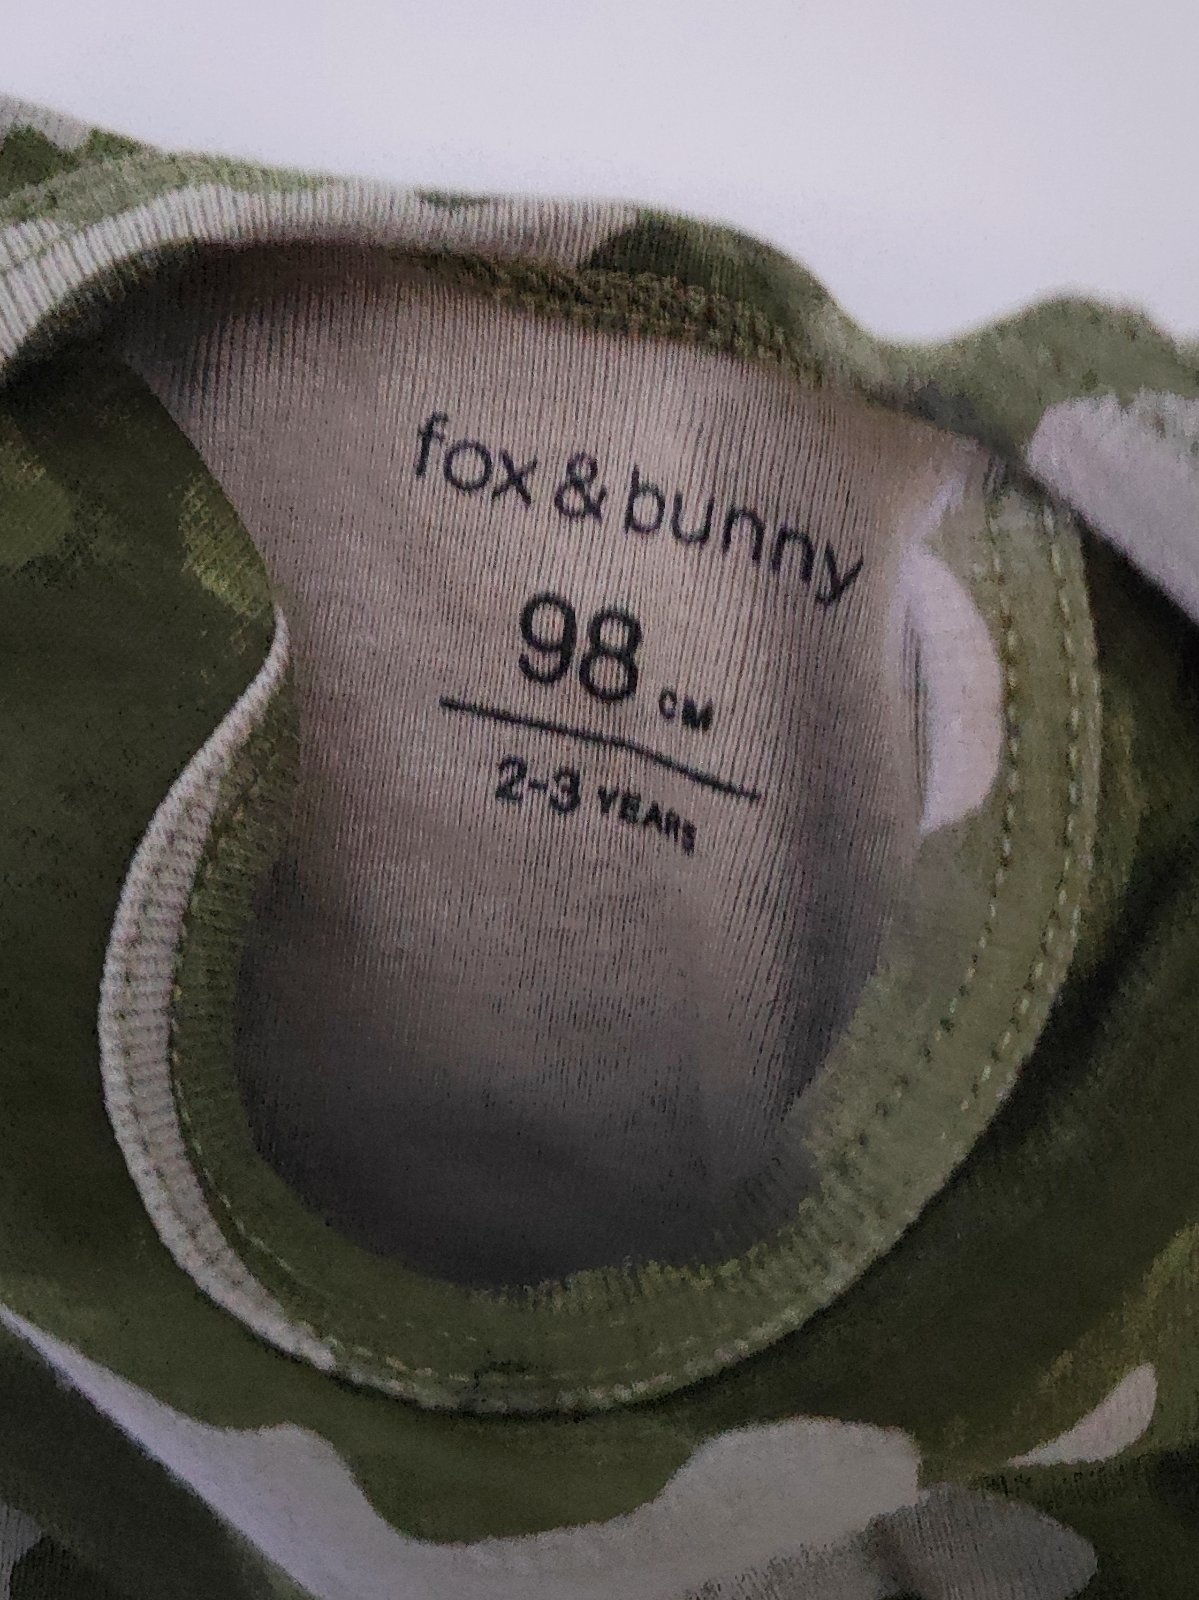 fox & bunny
98 CM
2-3 YEARS